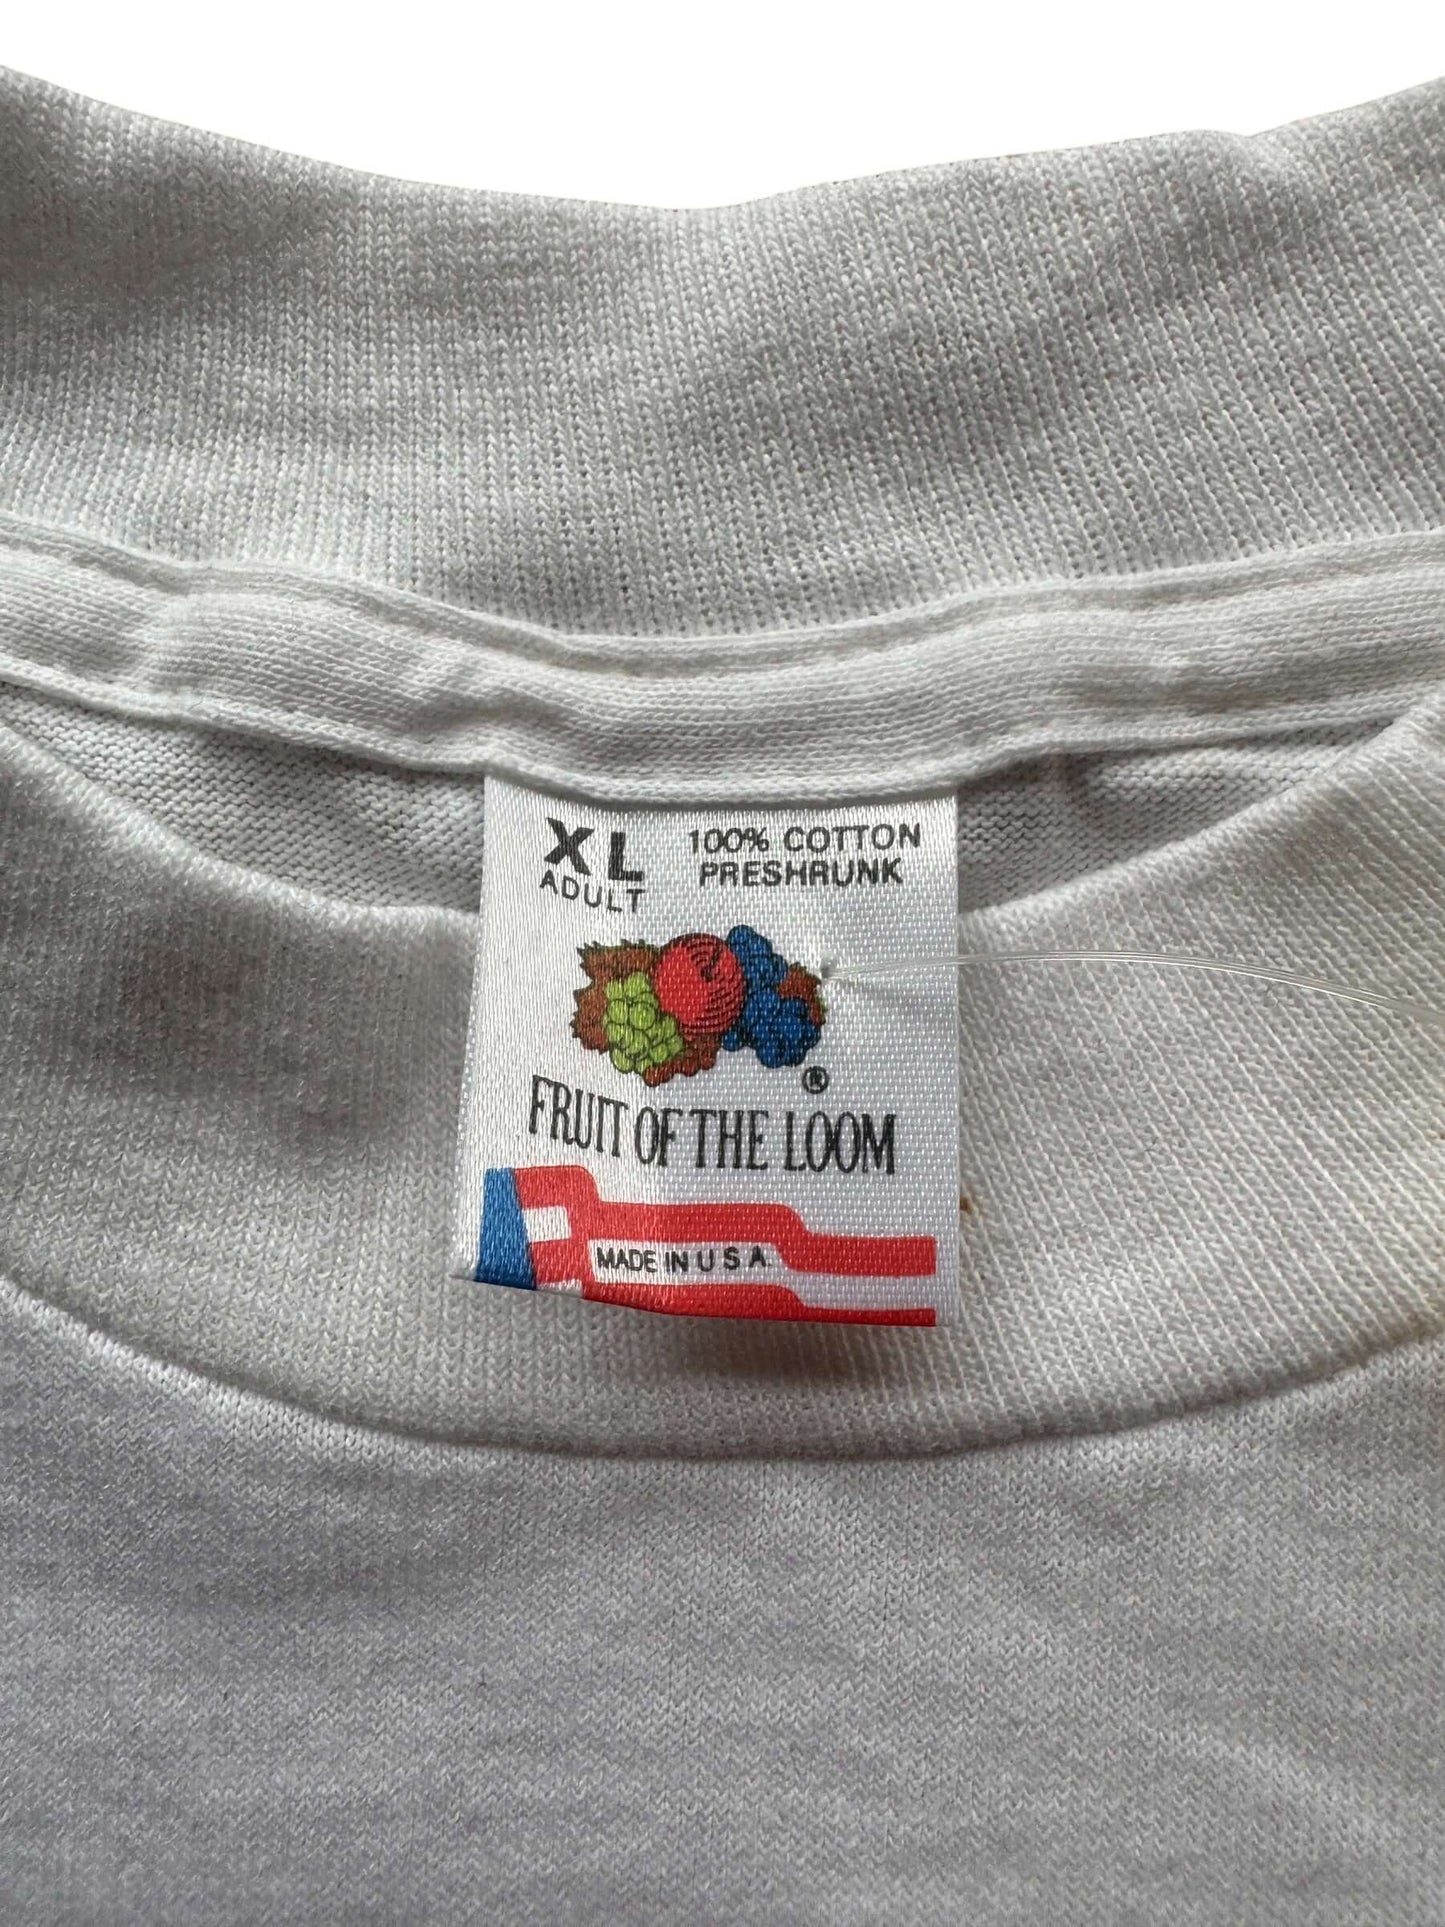 XL
ADULT
100% COTTON
PRESHRUNK
®
FRUIT OF THE LOOM
MADE IN U S A